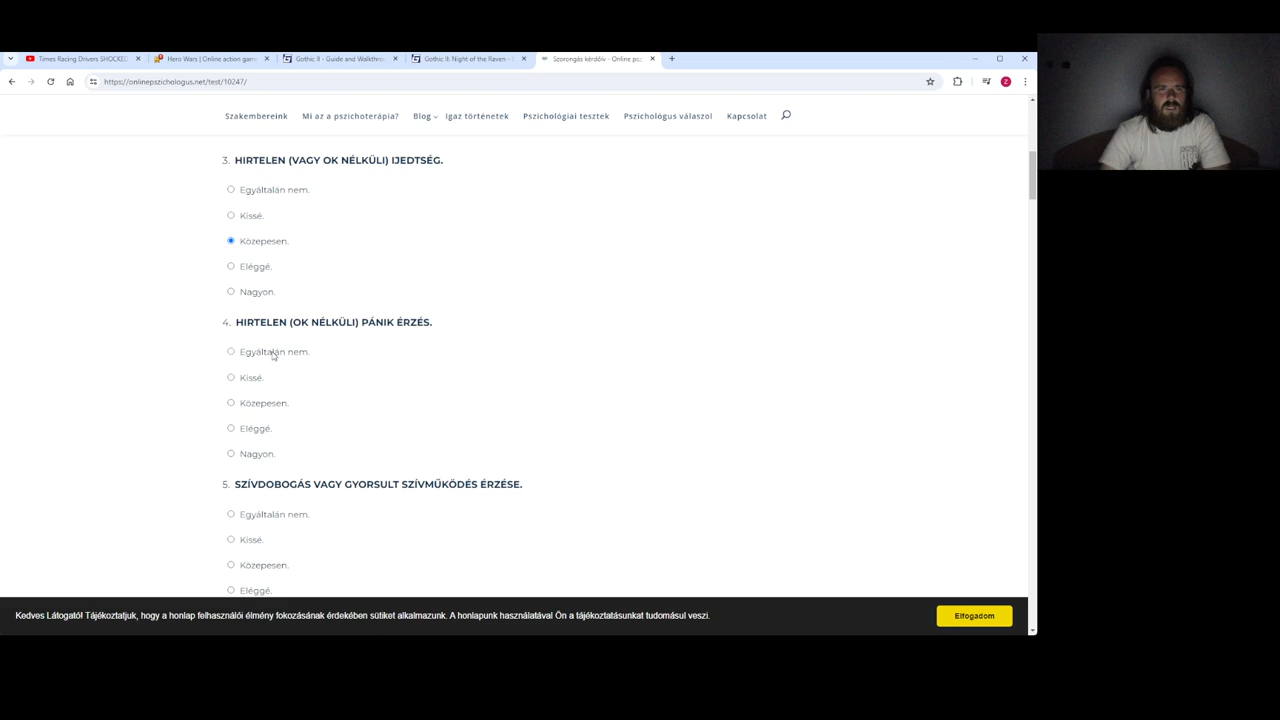 Times Racing Drivers SHOCKED
Hero Wars | Online action gam
Gothic II - Guide and Walkthrou
Gothic II: Night of the Raven -
Szorongás kérdőív - Online psz
https://onlinepszichologus.net/test/10247/
Z
Szakembereink
Mi az a pszichoterápia?
Blog
Igaz történetek
Pszichológiai tesztek
Pszichológus válaszol
Kapcsolat
3. HIRTELEN (VAGY OK NÉLKÜLI) IJEDTSÉG.
Egyáltalán nem.
Kissé.
Közepesen.
Eléggé.
Nagyon.
4. HIRTELEN (OK NÉLKÜLI) PÁNIK ÉRZÉS.
Egyáltalán nem.
Kissé.
Közepesen.
Eléggé.
Nagyon.
5. SZÍVDOBOGÁS VAGY GYORSULT SZÍVMŰKÖDÉS ÉRZÉSE.
Egyáltalán nem.
Kissé.
Közepesen.
Eléggé.
Kedves Látogató! Tájékoztatjuk, hogy a honlap felhasználói élmény fokozásának érdekében sütiket alkalmazunk. A honlapunk használatával Ön a tájékoztatásunkat tudomásul veszi.
Elfogadom